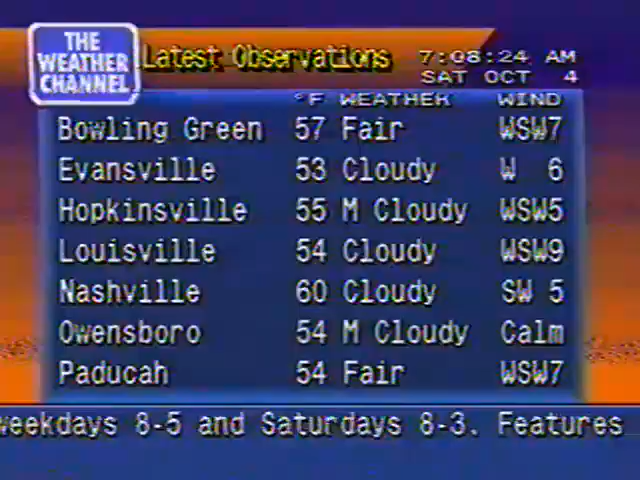 THE
WEATHER
CHANNEL
Latest Observations
7:08:24 AM
SAT OCT 4
°F WEATHER WIND
Bowling Green 57 Fair WSW7
Evansville 53 Cloudy W 6
Hopkinsville 55 M Cloudy WSW5
Louisville 54 Cloudy WSW9
Nashville 60 Cloudy SW 5
Owensboro 54 M Cloudy Calm
Paducah 54 Fair WSW7
weekdays 8-5 and Saturdays 8-3. Features